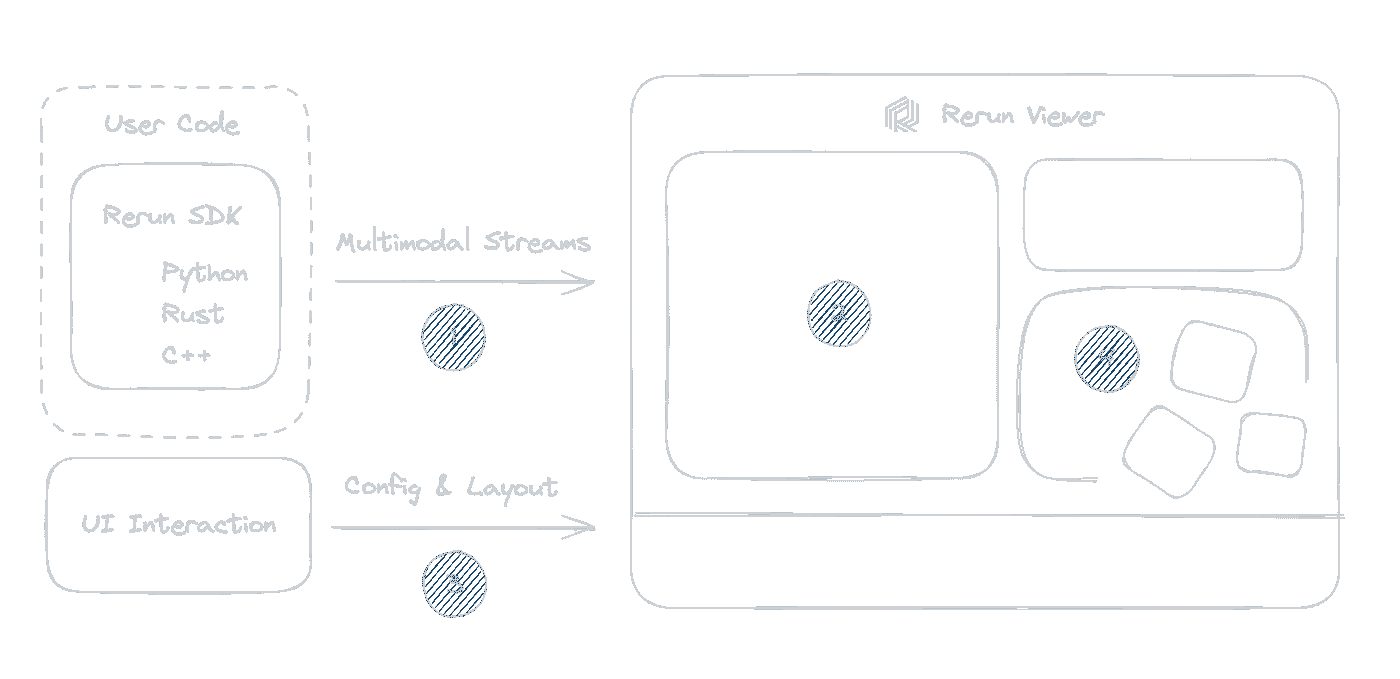 User Code
Rerun SDK
Python
Rust
C++
Multimodal Streams
1
UI Interaction
Config & Layout
3
Rerun Viewer
2
4